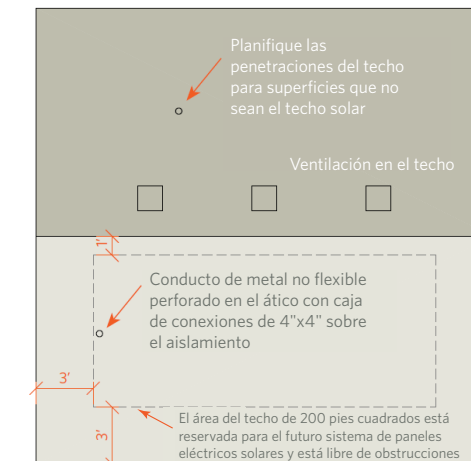 Planifique las
penetraciones del techo
para superficies que no
sean el techo solar
Ventilación en el techo
1'
Conducto de metal no flexible
perforado en el ático con caja
de conexiones de 4"x4" sobre
el aislamiento
3'
3'
El área del techo de 200 pies cuadrados está
reservada para el futuro sistema de paneles
eléctricos solares y está libre de obstrucciones